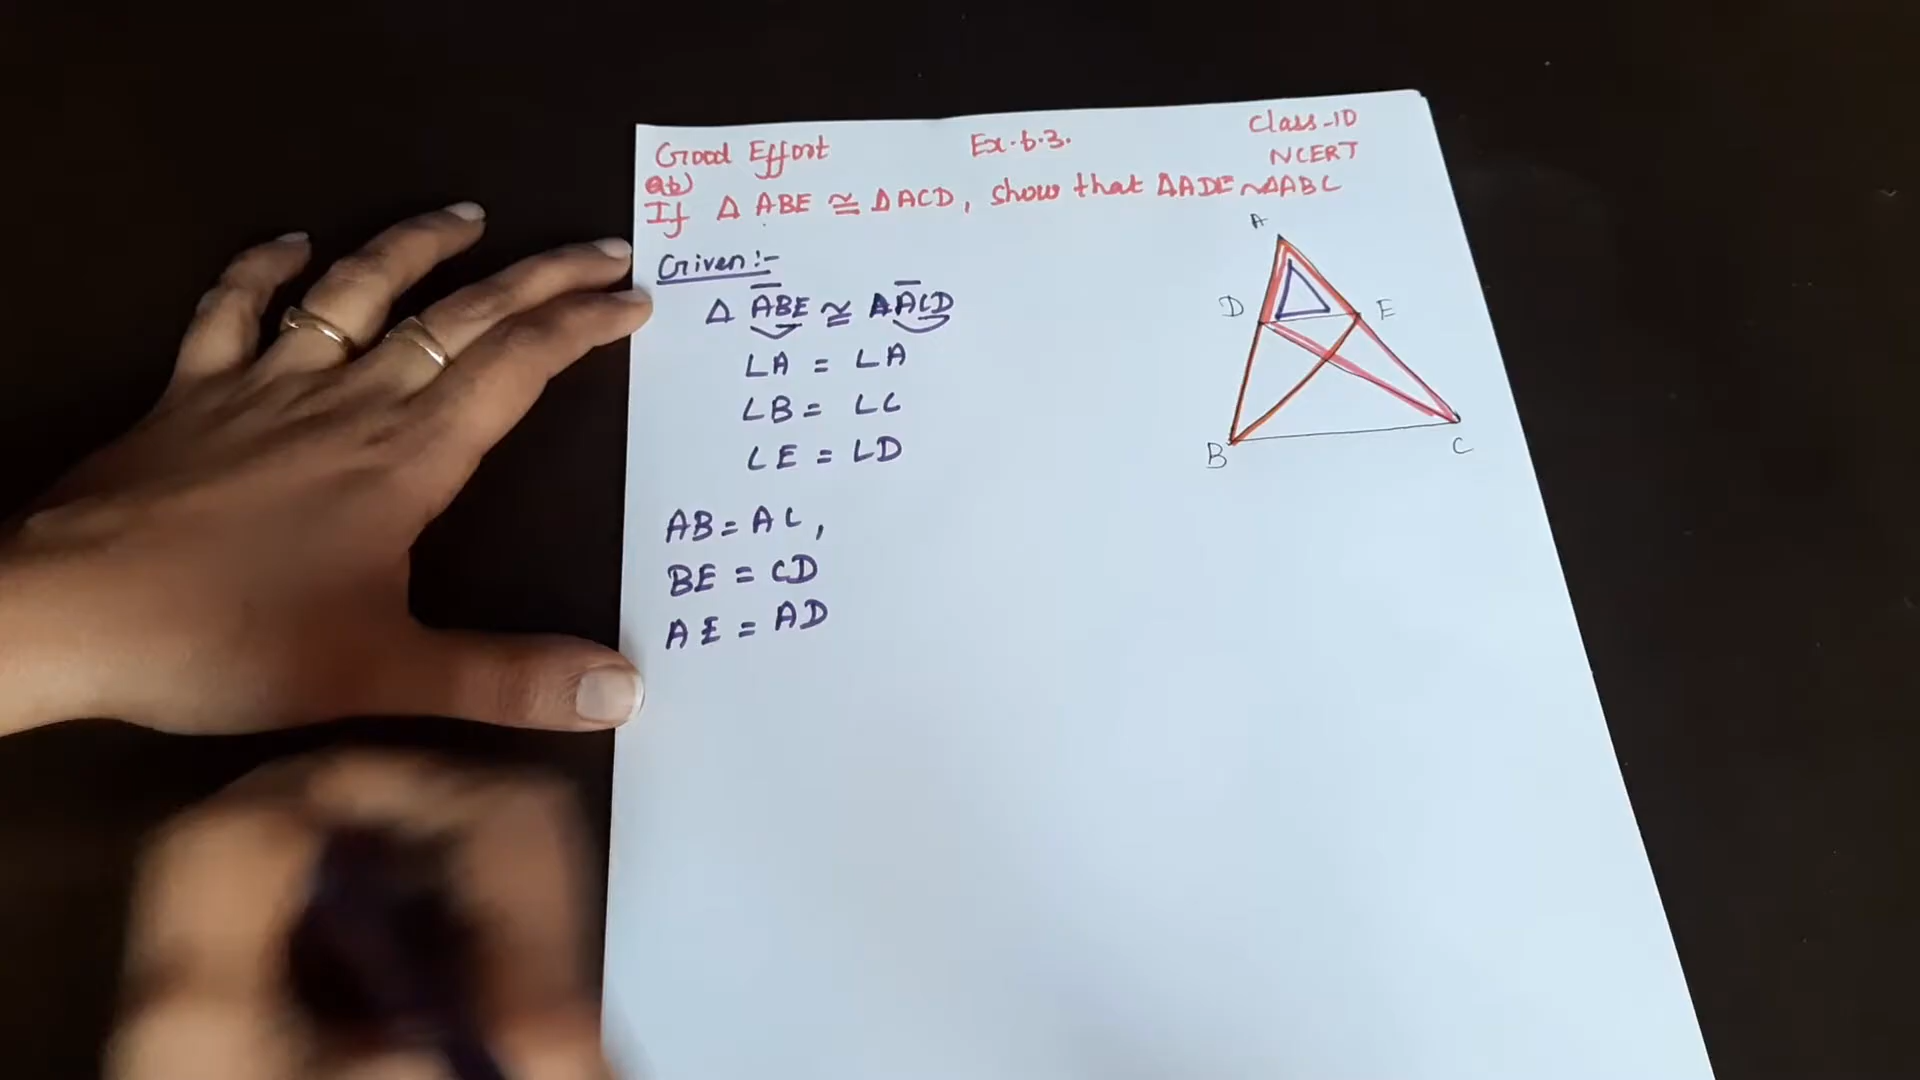 Good Effort Ex.6.3. Class-10
NCERT
Q6)
If Δ ABE ≅ ΔACD, show that ΔADE ~ΔABC
Given:-
Δ ABE ≅ ΔACD
∠A = ∠A
∠B = ∠C
∠E = ∠D
AB = AC,
BE = CD
AE = AD
A
D
E
B
C